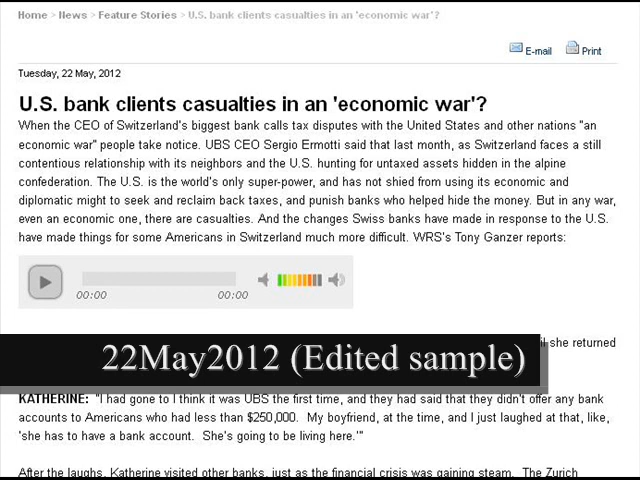 Home > News > Feature Stories > U.S. bank clients casualties in an 'economic war'?
E-mail Print
Tuesday, 22 May, 2012
U.S. bank clients casualties in an 'economic war'?
When the CEO of Switzerland's biggest bank calls tax disputes with the United States and other nations "an
economic war" people take notice. UBS CEO Sergio Ermotti said that last month, as Switzerland faces a still
contentious relationship with its neighbors and the U.S. hunting for untaxed assets hidden in the alpine
confederation. The U.S. is the world's only super-power, and has not shied from using its economic and
diplomatic might to seek and reclaim back taxes, and punish banks who helped hide the money. But in any war,
even an economic one, there are casualties. And the changes Swiss banks have made in response to the U.S.
have made things for some Americans in Switzerland much more difficult. WRS's Tony Ganzer reports:
00:00 00:00
she returned
22May2012 (Edited sample)
KATHERINE: "I had gone to I think it was UBS the first time, and they had said that they didn't offer any bank
accounts to Americans who had less than $250,000. My boyfriend, at the time, and I just laughed at that, like,
'she has to have a bank account. She's going to be living here.'"
After the laughs, Katherine visited other banks, just as the financial crisis was gaining steam. The Zurich